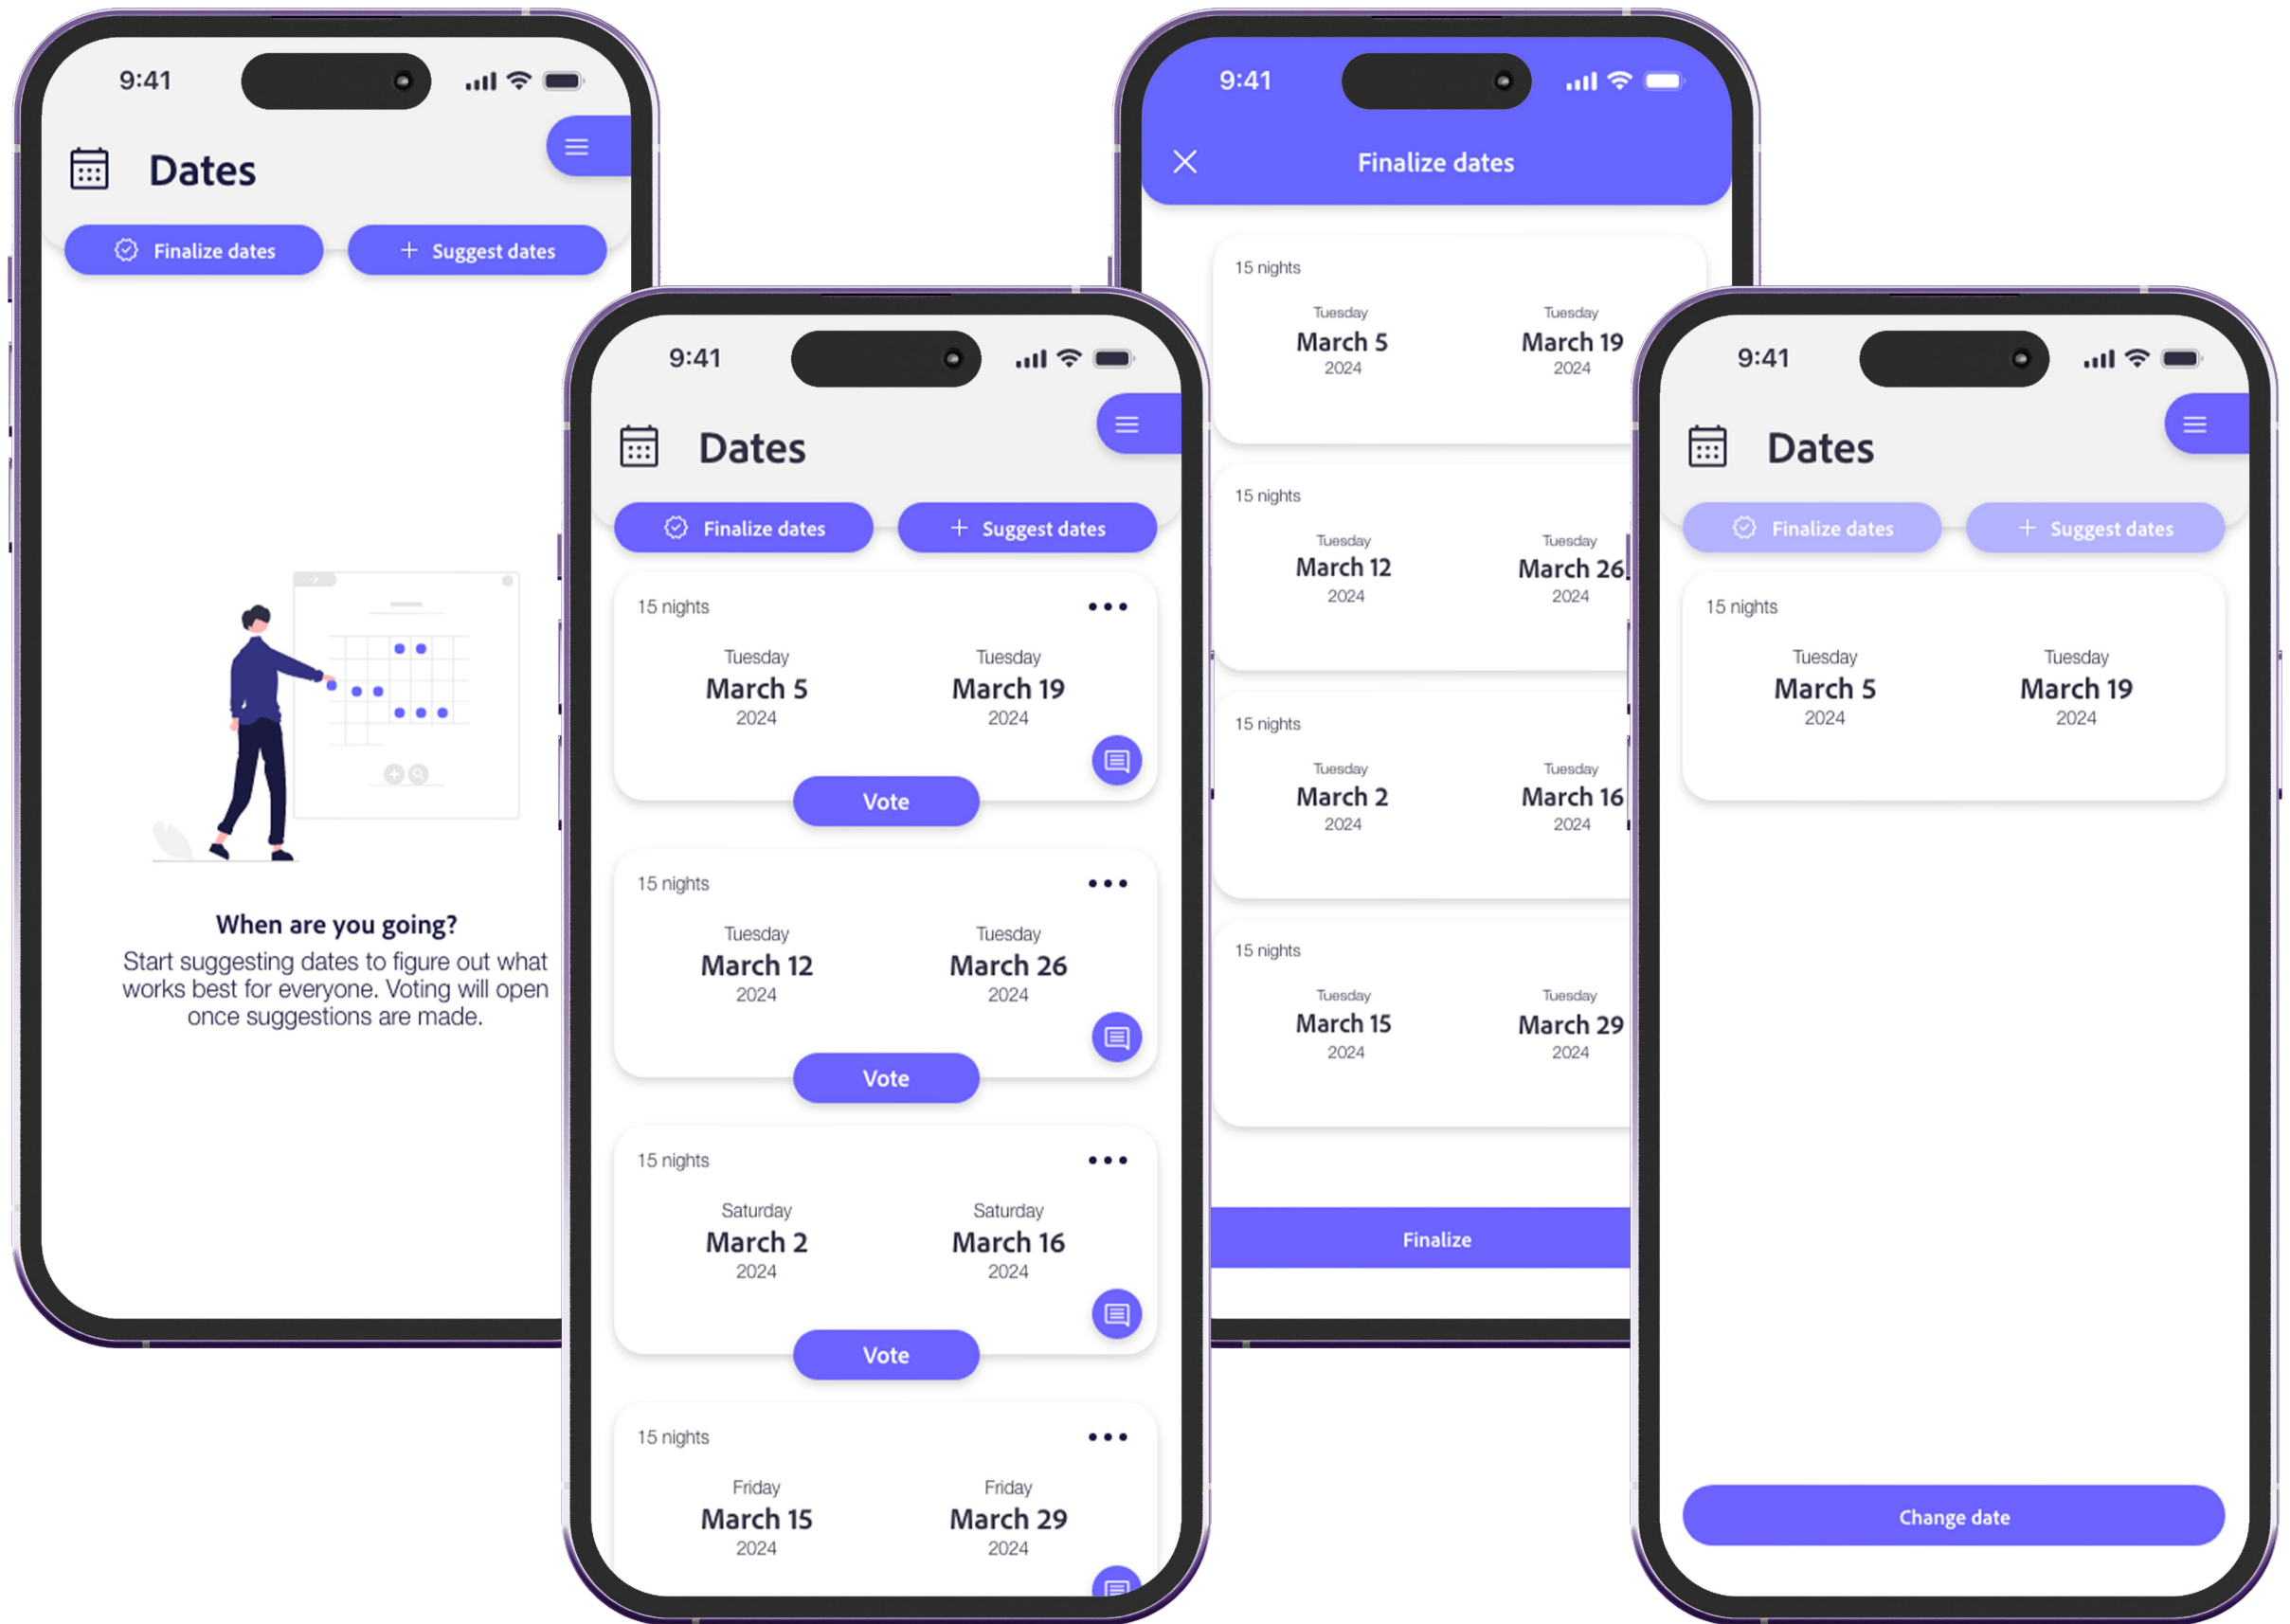 9:41
Dates
Finalize dates
Suggest dates
When are you going?
Start suggesting dates to figure out what
works best for everyone. Voting will open
once suggestions are made.
9:41
Dates
Finalize dates
Suggest dates
15 nights
Tuesday Tuesday
March 5 March 19
2024 2024
Vote
15 nights
Tuesday Tuesday
March 12 March 26
2024 2024
Vote
15 nights
Saturday Saturday
March 2 March 16
2024 2024
Vote
15 nights
Friday Friday
March 15 March 29
2024 2024
9:41
Finalize dates
15 nights
Tuesday Tuesday
March 5 March 19
2024 2024
15 nights
Tuesday Tuesday
March 12 March 26
2024 2024
15 nights
Tuesday Tuesday
March 2 March 16
2024 2024
15 nights
Tuesday Tuesday
March 15 March 29
2024 2024
Finalize
9:41
Dates
Finalize dates
Suggest dates
15 nights
Tuesday Tuesday
March 5 March 19
2024 2024
Change date